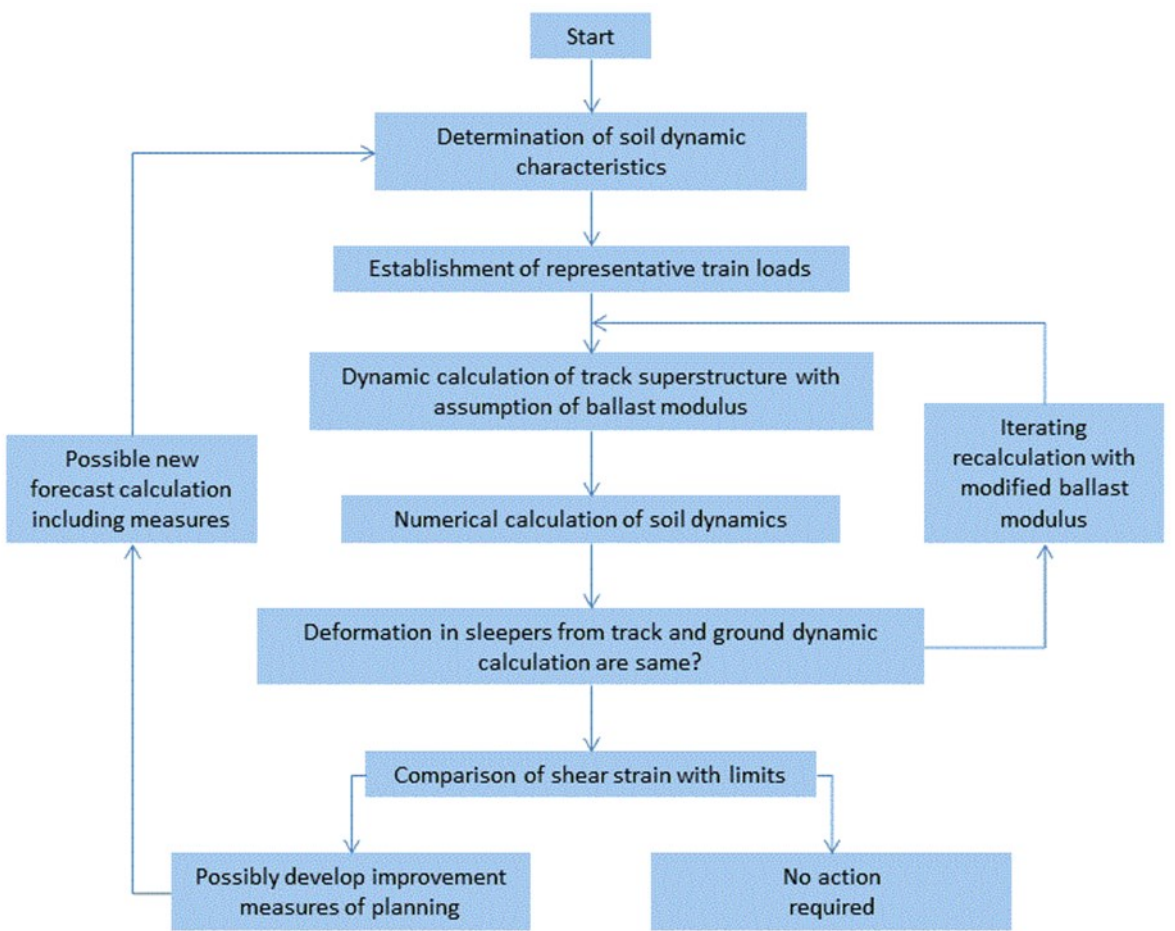 Start
Determination of soil dynamic
characteristics
Establishment of representative train loads
Dynamic calculation of track superstructure with
assumption of ballast modulus
Iterating
recalculation with
modified ballast
modulus
Possible new
forecast calculation
including measures
Numerical calculation of soil dynamics
Deformation in sleepers from track and ground dynamic
calculation are same?
Comparison of shear strain with limits
Possibly develop improvement
measures of planning
No action
required